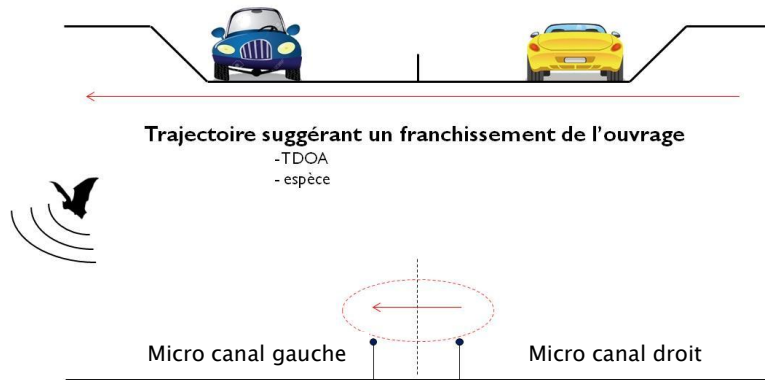 Trajectoire suggérant un franchissement de l'ouvrage
-TDOA
- espèce
Micro canal gauche
Micro canal droit